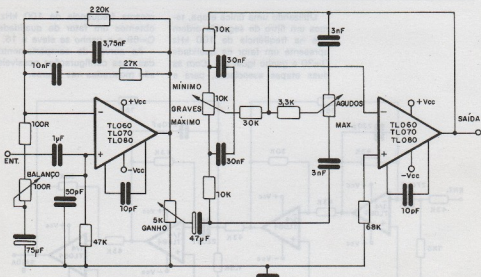 220K
3,75nF
10nF
27K
+Vcc
TL060
TL070
TL080
-Vcc
100R
1µF
ENT.
BALANÇO
100R
50pF
10pF
75µF
47K
5K
GANHO
47µF
10K
30nF
MÍNIMO
10K
GRAVES
MÁXIMO
30K
3,3K
30nF
10K
3nF
AGUDOS
MAX.
3nF
+Vcc
TL060
TL070
TL080
-Vcc
SAÍDA
10pF
68K